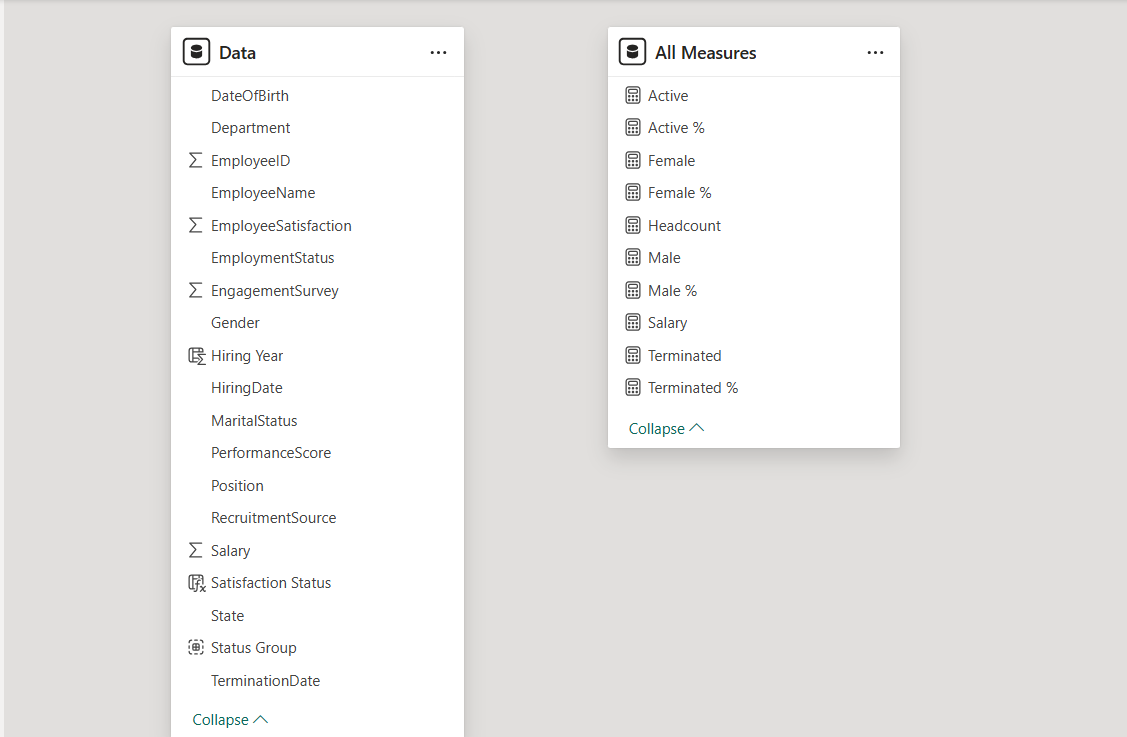 Data
DateOfBirth
Department
EmployeeID
EmployeeName
EmployeeSatisfaction
EmploymentStatus
EngagementSurvey
Gender
Hiring Year
HiringDate
MaritalStatus
PerformanceScore
Position
RecruitmentSource
Salary
Satisfaction Status
State
Status Group
TerminationDate
Collapse
All Measures
Active
Active %
Female
Female %
Headcount
Male
Male %
Salary
Terminated
Terminated %
Collapse